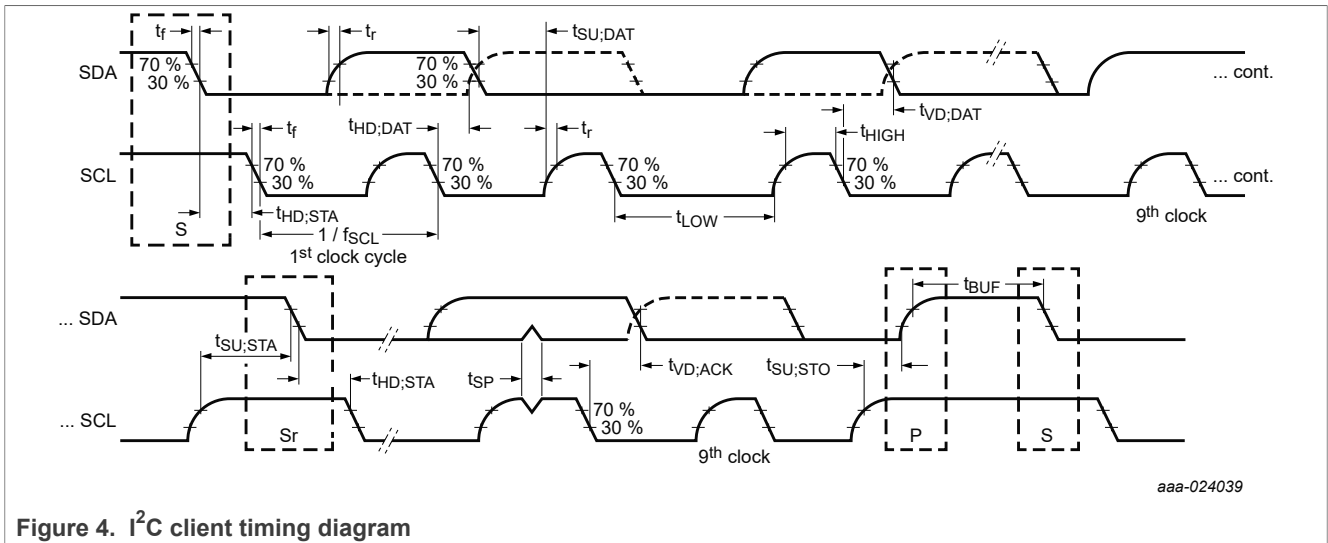 tf
tr
tSU;DAT
SDA
70 %
30 %
70 %
30 %
... cont.
tf
tHD;DAT
tr
tHIGH
tVD;DAT
SCL
70 %
30 %
70 %
30 %
70 %
30 %
70 %
30 %
... cont.
S
tHD;STA
1 / fSCL
1st clock cycle
tLOW
9th clock
... SDA
tBUF
tSU;STA
tHD;STA
tSP
tVD;ACK
tSU;STO
... SCL
Sr
70 %
30 %
9th clock
P
S
aaa-024039
Figure 4. I2C client timing diagram